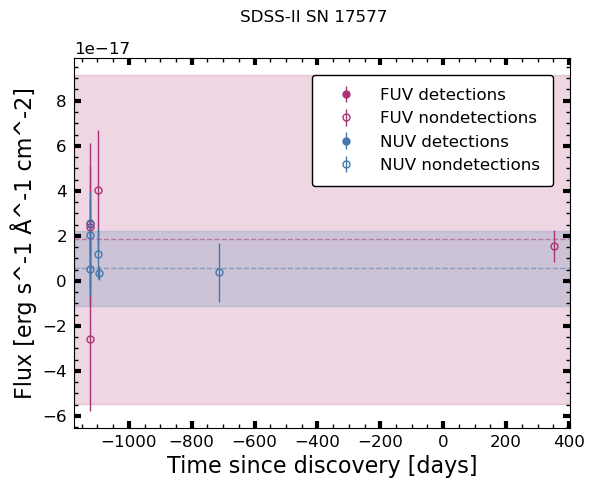 SDSS-II SN 17577
1e−17
FUV detections
FUV nondetections
NUV detections
NUV nondetections
8
6
4
2
0
−2
−4
−6
Flux [erg s^-1 Å^-1 cm^-2]
−1000 −800 −600 −400 −200 0 200 400
Time since discovery [days]